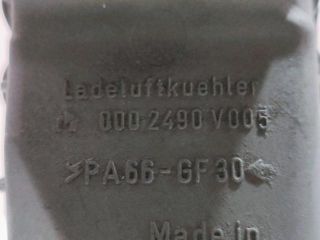 Ladeluftkuehler
000 2490 V005
>PA66-GF30<
Made in